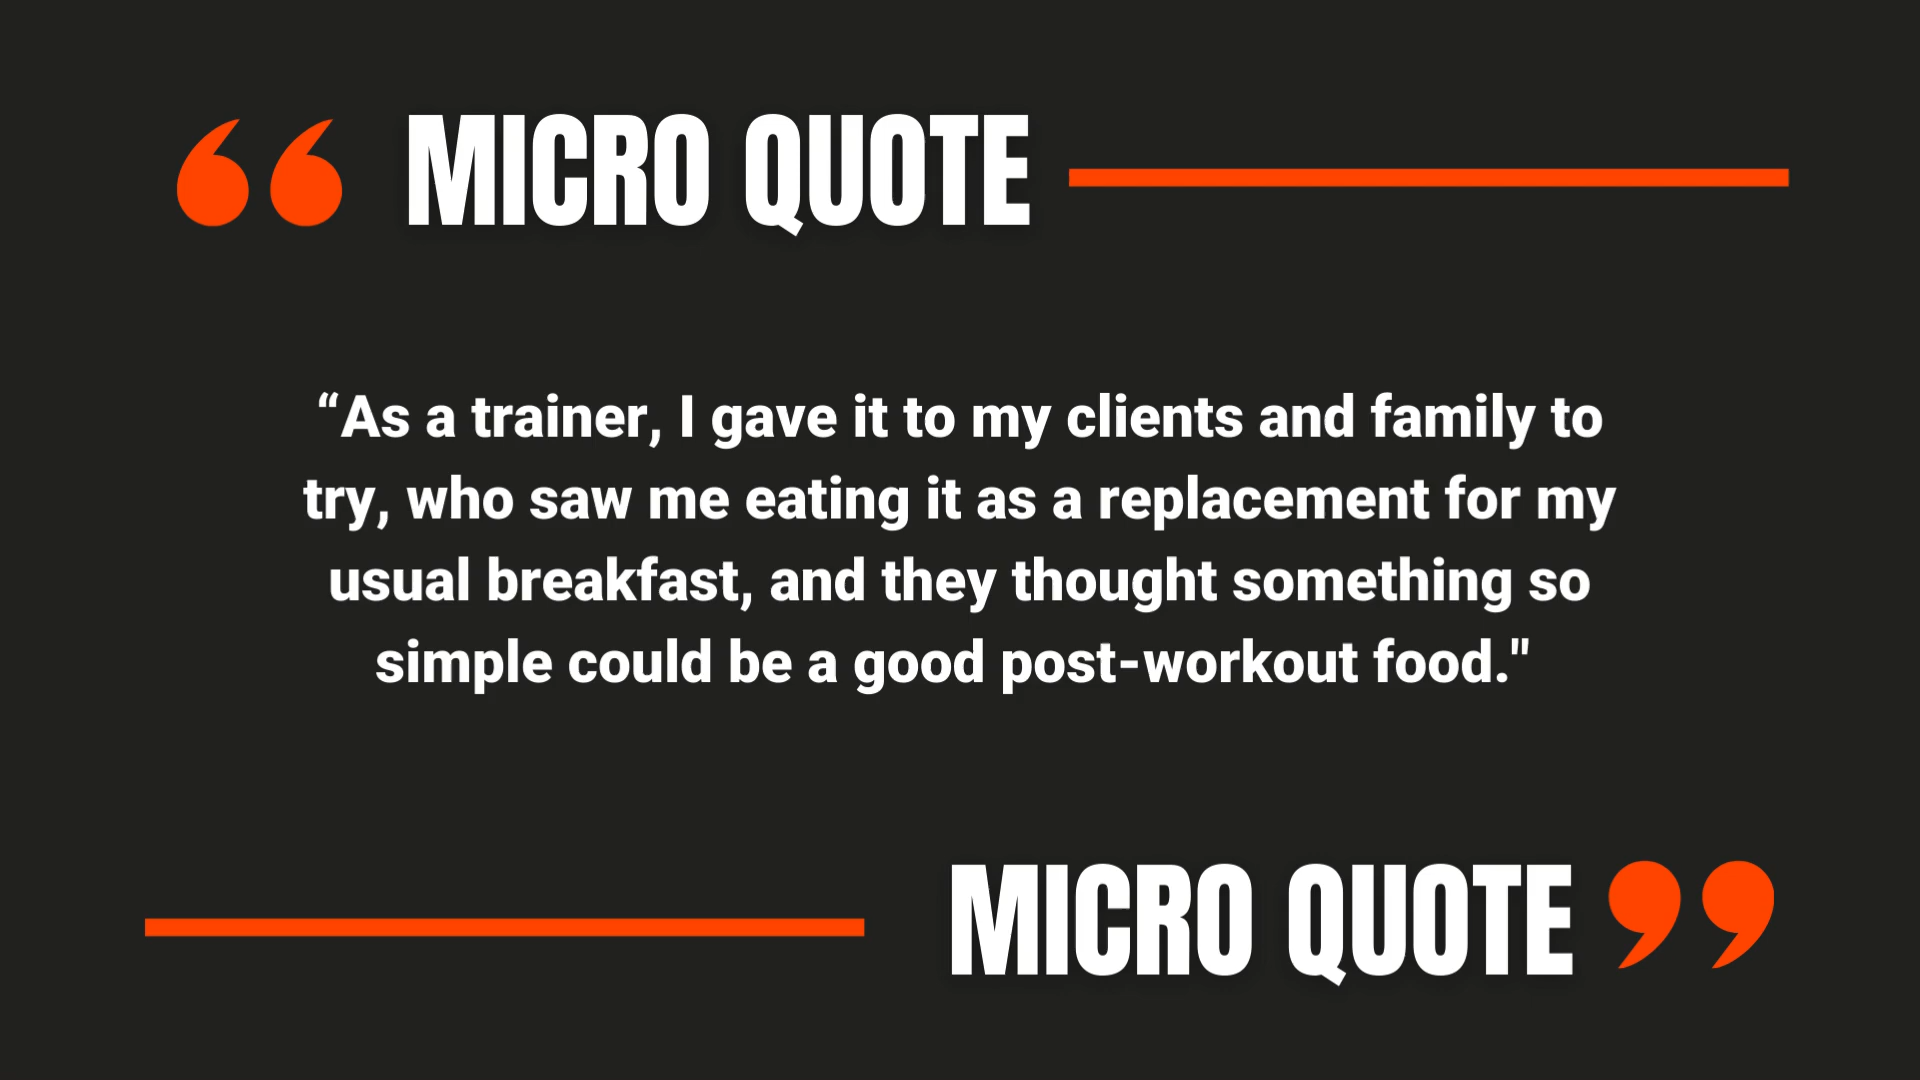 “ MICRO QUOTE
“As a trainer, I gave it to my clients and family to
try, who saw me eating it as a replacement for my
usual breakfast, and they thought something so
simple could be a good post-workout food."
MICRO QUOTE ”